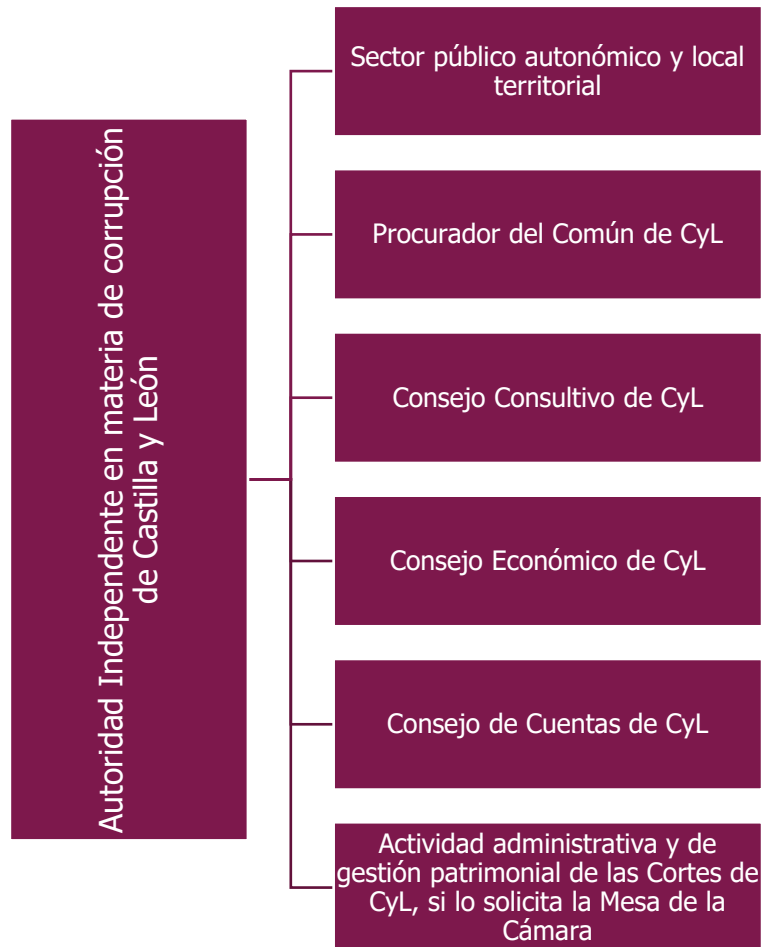 Autoridad Independente en materia de corrupción
de Castilla y León
Sector público autonómico y local
territorial
Procurador del Común de CyL
Consejo Consultivo de CyL
Consejo Económico de CyL
Consejo de Cuentas de CyL
Actividad administrativa y de
gestión patrimonial de las Cortes de
CyL, si lo solicita la Mesa de la
Cámara